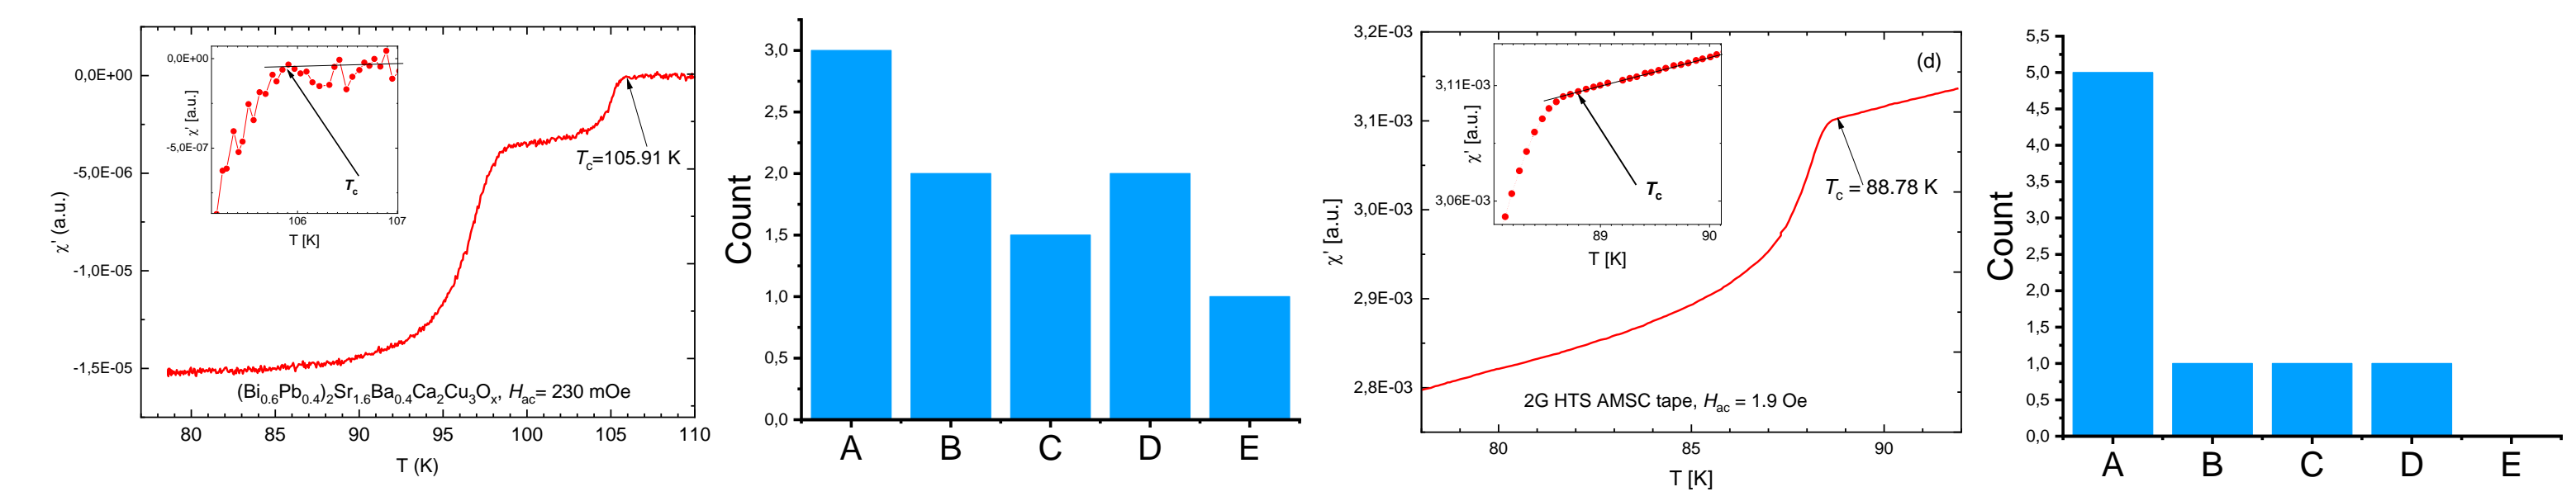 0,0E+00
-5,0E-06
-1,0E-05
-1,5E-05
χ' (a.u.)
80 85 90 95 100 105 110
T (K)
0,0E+00
-5,0E-07
χ' [a.u.]
106 107
T [K]
Tc
Tc=105.91 K
(Bi0.6Pb0.4)2Sr1.6Ba0.4Ca2Cu3Ox, Hac= 230 mOe
3,0
2,5
2,0
1,5
1,0
0,5
0,0
Count
A B C D E
3,2E-03
3,1E-03
3,0E-03
2,9E-03
2,8E-03
χ' [a.u.]
80 85 90
T [K]
(d)
3,11E-03
3,06E-03
χ' [a.u.]
89 90
T [K]
Tc
Tc = 88.78 K
2G HTS AMSC tape, Hac = 1.9 Oe
5,5
5,0
4,5
4,0
3,5
3,0
2,5
2,0
1,5
1,0
0,5
0,0
Count
A B C D E